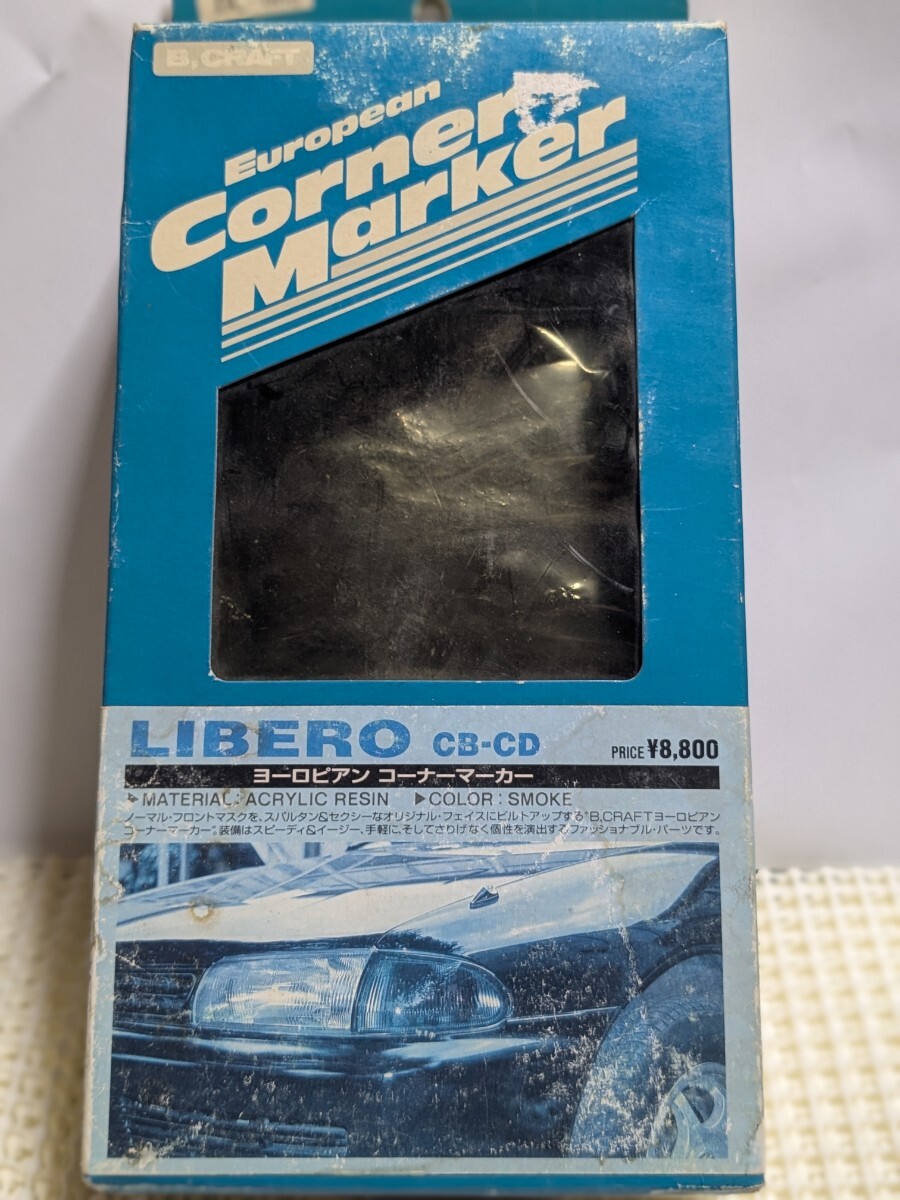 B,CRAFT
European
Corner
Marker
LIBERO CB-CD PRICE ¥8,800
ヨーロピアン コーナーマーカー
▶MATERIAL : ACRYLIC RESIN ▶COLOR : SMOKE
ノーマル・フロントマスクを、スパルタン&セクシーなオリジナル・フェイスにビルトアップする"B,CRAFTヨーロピアン
コーナーマーカー"。装備はスピーディ&イージー、手軽に、そしてさりげなく個性を演出するファッショナブル・パーツです。